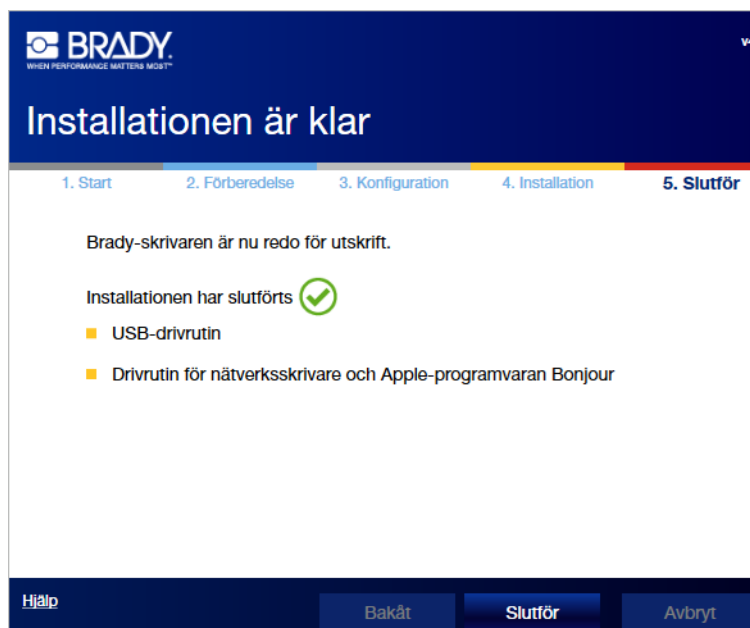 BRADY.
WHEN PERFORMANCE MATTERS MOST™
Installationen är klar
1. Start 2. Förberedelse 3. Konfiguration 4. Installation 5. Slutför
Brady-skrivaren är nu redo för utskrift.
Installationen har slutförts
USB-drivrutin
Drivrutin för nätverksskrivare och Apple-programvaran Bonjour
Hjälp Bakåt Slutför Avbryt